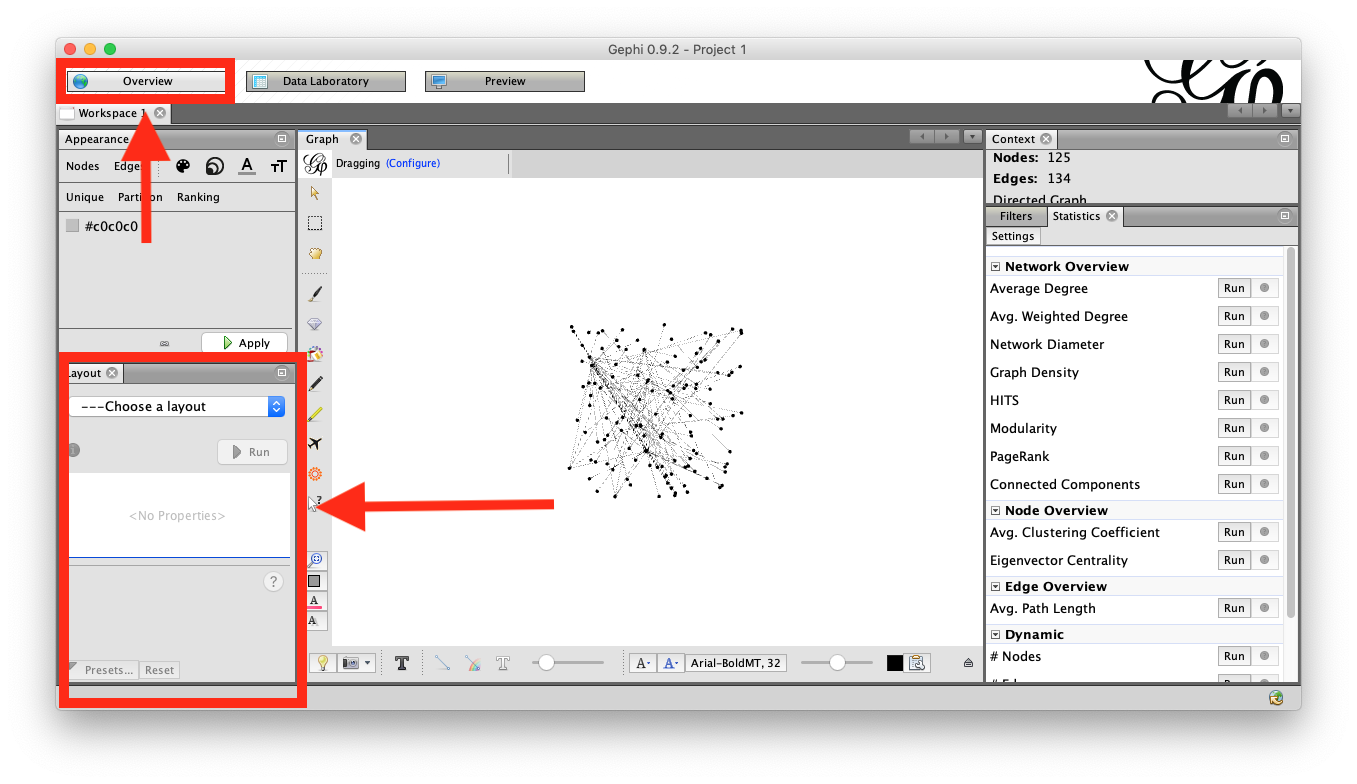 Gephi 0.9.2 - Project 1
Overview
Data Laboratory
Preview
Workspace 1
Appearance
Nodes Edges
A
тT
Unique Partition Ranking
#c0c0c0
Apply
Layout
---Choose a layout
Run
<No Properties>
?
Presets...
Reset
Graph
Dragging (Configure)
?
A
A
T
T
A-
A-
Arial-BoldMT, 32
Context
Nodes: 125
Edges: 134
Directed Graph
Filters
Statistics
Settings
Network Overview
Average Degree Run
Avg. Weighted Degree Run
Network Diameter Run
Graph Density Run
HITS Run
Modularity Run
PageRank Run
Connected Components Run
Node Overview
Avg. Clustering Coefficient Run
Eigenvector Centrality Run
Edge Overview
Avg. Path Length Run
Dynamic
# Nodes Run